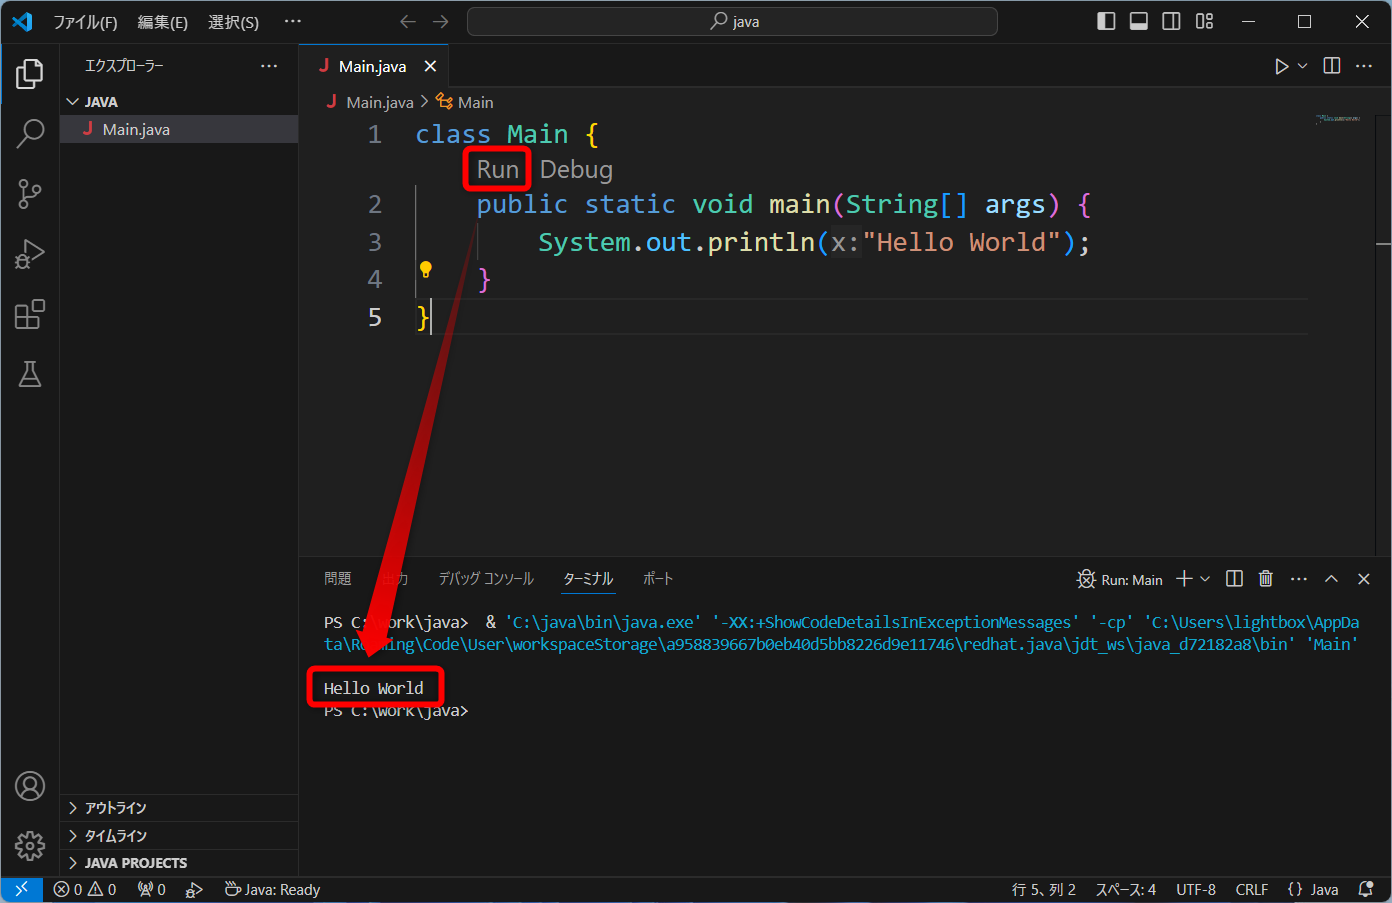 ファイル(F) 編集(E) 選択(S) ··· java
エクスプローラー ···
JAVA
Main.java
アウトライン
タイムライン
JAVA PROJECTS
Main.java
Main.java > Main
1 class Main {
Run Debug
2 public static void main(String[] args) {
3 System.out.println(x:"Hello World");
4 }
5 }
問題 出力 デバッグ コンソール ターミナル ポート Run: Main
PS C:\work\java> & 'C:\java\bin\java.exe' '-XX:+ShowCodeDetailsInExceptionMessages' '-cp' 'C:\Users\lightbox\AppDa
ta\Roaming\Code\User\workspaceStorage\a958839667b0eb40d5bb8226d9e11746\redhat.java\jdt_ws\java_d72182a8\bin' 'Main'
Hello World
PS C:\work\java>
0 0 0 Java: Ready 行 5、列 2 スペース: 4 UTF-8 CRLF {} Java